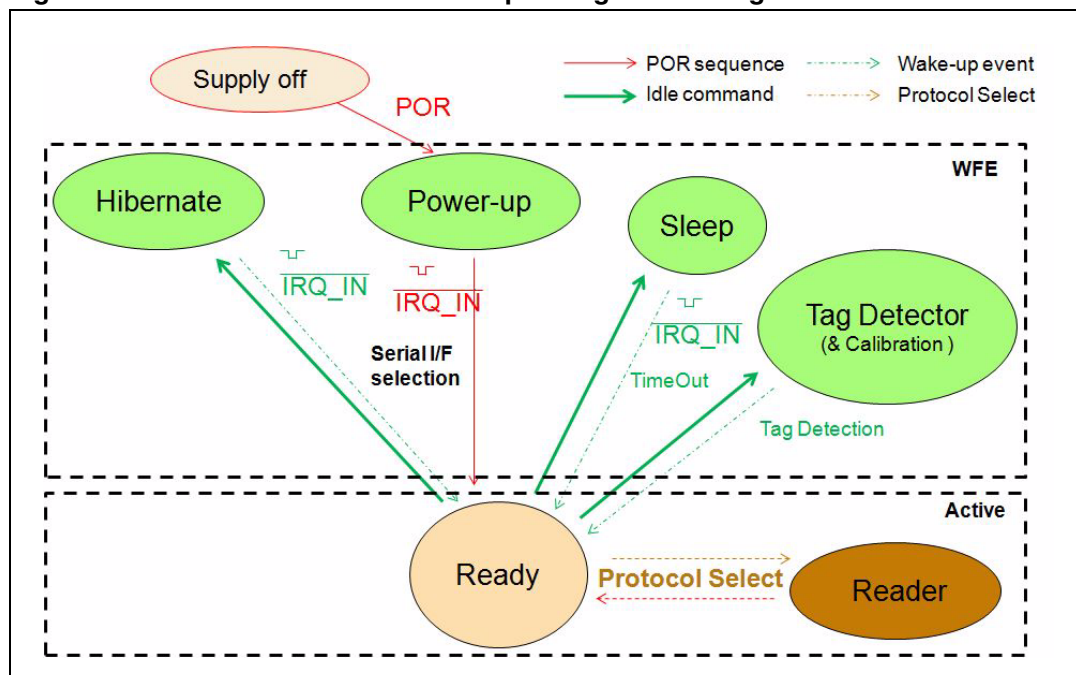 Supply off
POR
POR sequence
Wake-up event
Idle command
Protocol Select
WFE
Hibernate
Power-up
Sleep
IRQ_IN
IRQ_IN
IRQ_IN
Tag Detector
(& Calibration )
Serial I/F
selection
TimeOut
Tag Detection
Active
Ready
Protocol Select
Reader